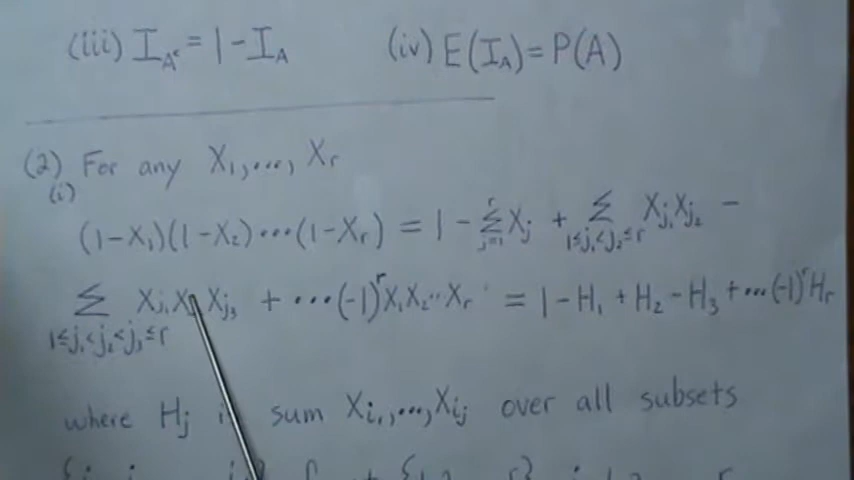 (iii) I_{A^c} = 1 - I_A (iv) E(I_A) = P(A)
(2) For any X_1, ..., X_r
(i)
(1-X_1)(1-X_2)···(1-X_r) = 1 - Σ_{j=1}^{r} X_j + Σ_{1≤j_1<j_2≤r} X_{j_1} X_{j_2} -
Σ_{1≤j_1<j_2<j_3≤r} X_{j_1} X_{j_2} X_{j_3} + ···(-1)^r X_1 X_2 ··· X_r = 1 - H_1 + H_2 - H_3 + ···(-1)^r H_r
where H_j is sum X_{i_1}, ..., X_{i_j} over all subsets